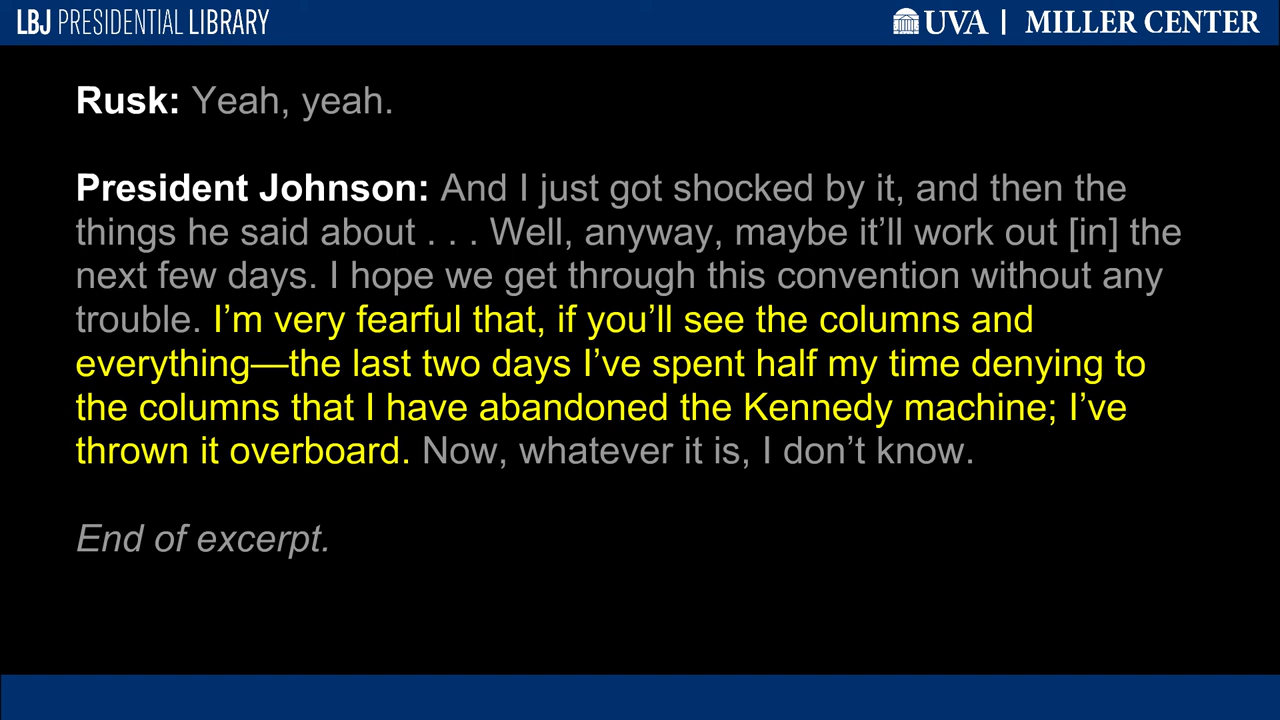 LBJ PRESIDENTIAL LIBRARY
UVA | MILLER CENTER
Rusk: Yeah, yeah.
President Johnson: And I just got shocked by it, and then the
things he said about . . . Well, anyway, maybe it’ll work out [in] the
next few days. I hope we get through this convention without any
trouble. I’m very fearful that, if you’ll see the columns and
everything—the last two days I’ve spent half my time denying to
the columns that I have abandoned the Kennedy machine; I’ve
thrown it overboard. Now, whatever it is, I don’t know.
End of excerpt.